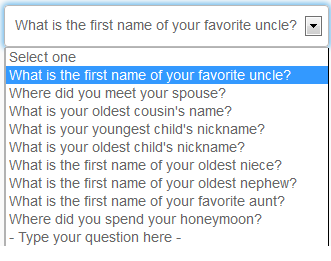 What is the first name of your favorite uncle?
Select one
What is the first name of your favorite uncle?
Where did you meet your spouse?
What is your oldest cousin's name?
What is your youngest child's nickname?
What is your oldest child's nickname?
What is the first name of your oldest niece?
What is the first name of your oldest nephew?
What is the first name of your favorite aunt?
Where did you spend your honeymoon?
- Type your question here -